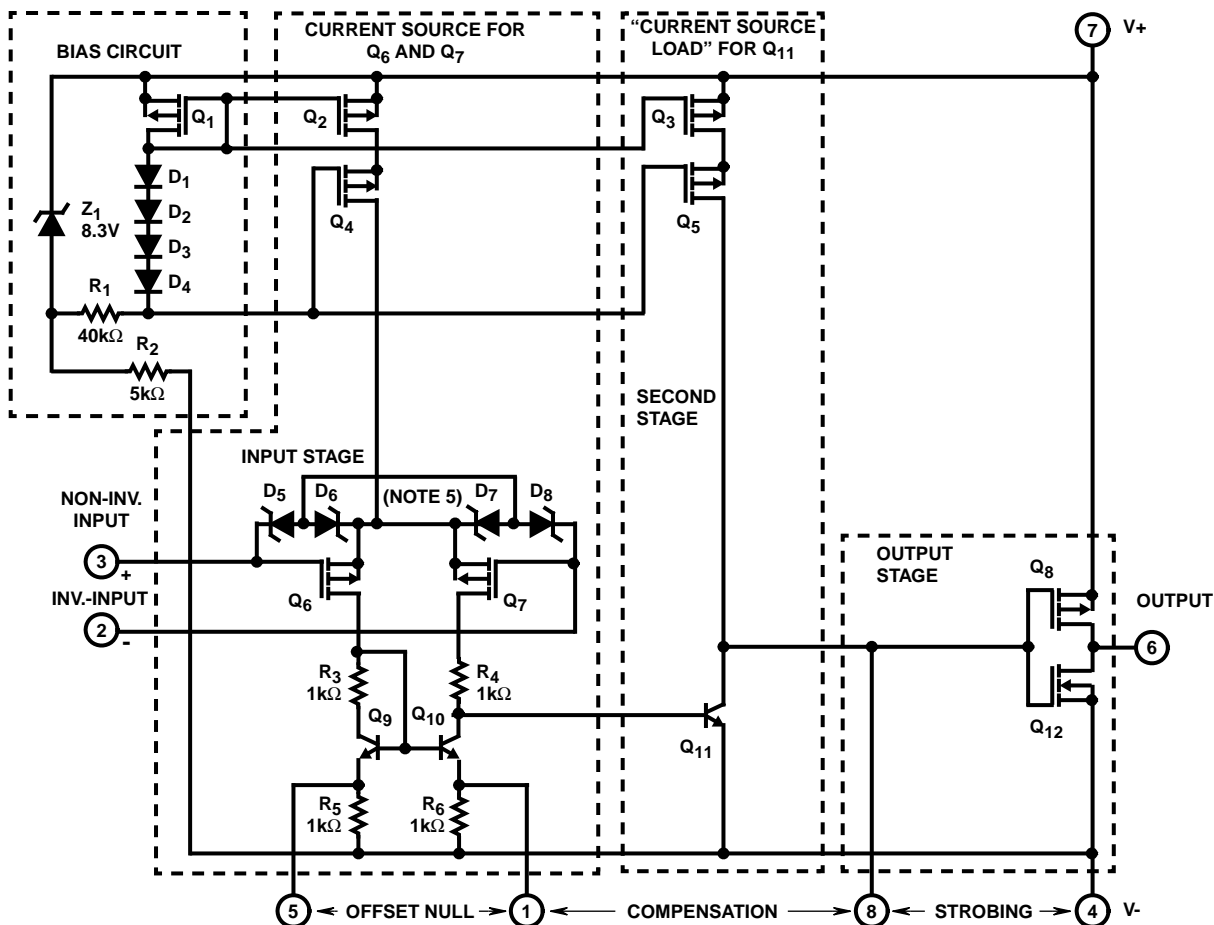 BIAS CIRCUIT
CURRENT SOURCE FOR
Q6 AND Q7
“CURRENT SOURCE
LOAD” FOR Q11
7
V+
Q1
Q2
Q3
D1
D2
D3
D4
Z1
8.3V
Q4
Q5
R1
40kΩ
R2
5kΩ
SECOND
STAGE
INPUT STAGE
D5
D6
(NOTE 5)
D7
D8
NON-INV.
INPUT
3
+
INV.-INPUT
2
-
Q6
Q7
OUTPUT
STAGE
Q8
OUTPUT
6
R3
1kΩ
R4
1kΩ
Q9
Q10
Q11
Q12
R5
1kΩ
R6
1kΩ
5
OFFSET NULL
1
COMPENSATION
8
STROBING
4
V-